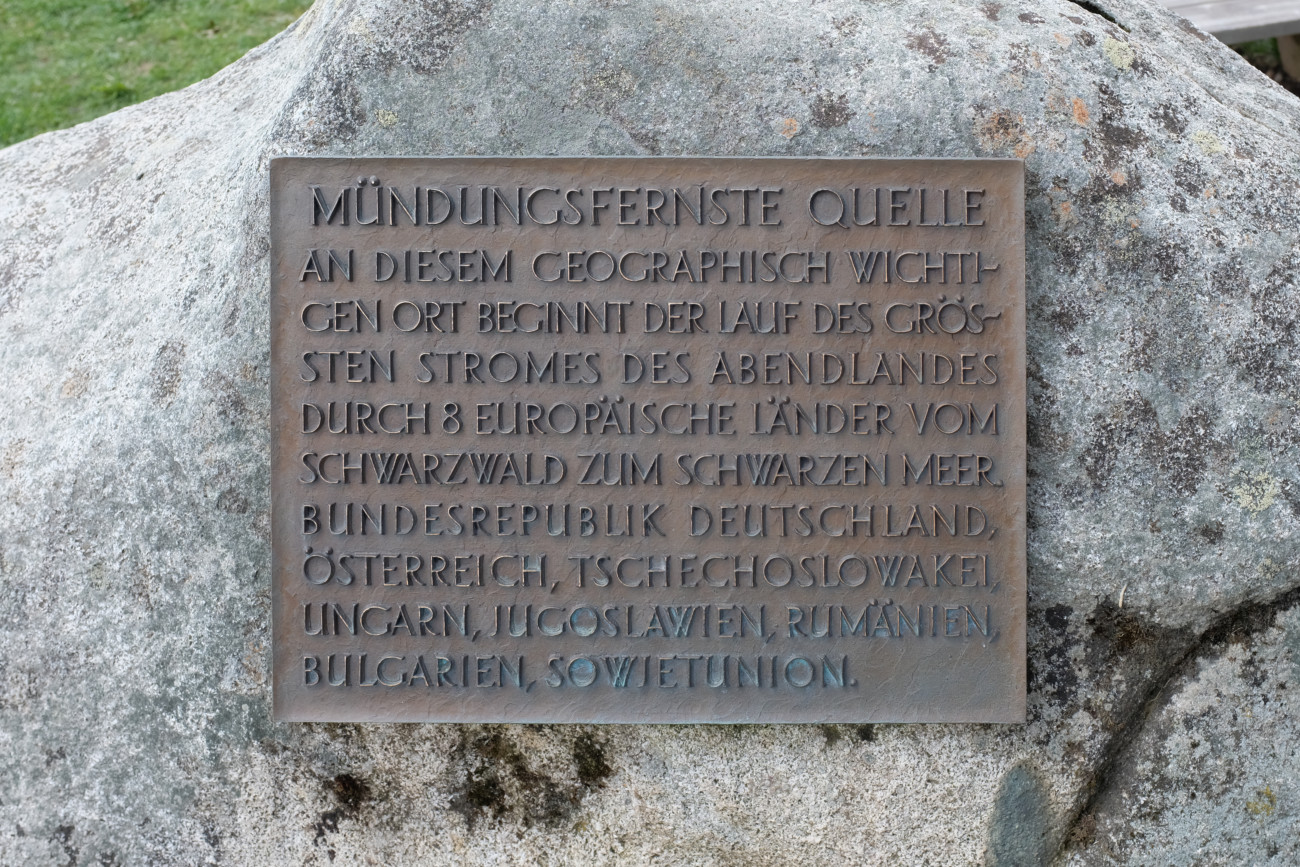 MÜNDUNGSFERNSTE QUELLE
AN DIESEM GEOGRAPHISCH WICHTI-
GEN ORT BEGINNT DER LAUF DES GRÖS-
STEN STROMES DES ABENDLANDES
DURCH 8 EUROPÄISCHE LÄNDER VOM
SCHWARZWALD ZUM SCHWARZEN MEER.
BUNDESREPUBLIK DEUTSCHLAND,
ÖSTERREICH, TSCHECHOSLOWAKEI,
UNGARN, JUGOSLAWIEN, RUMÄNIEN,
BULGARIEN, SOWJETUNION.